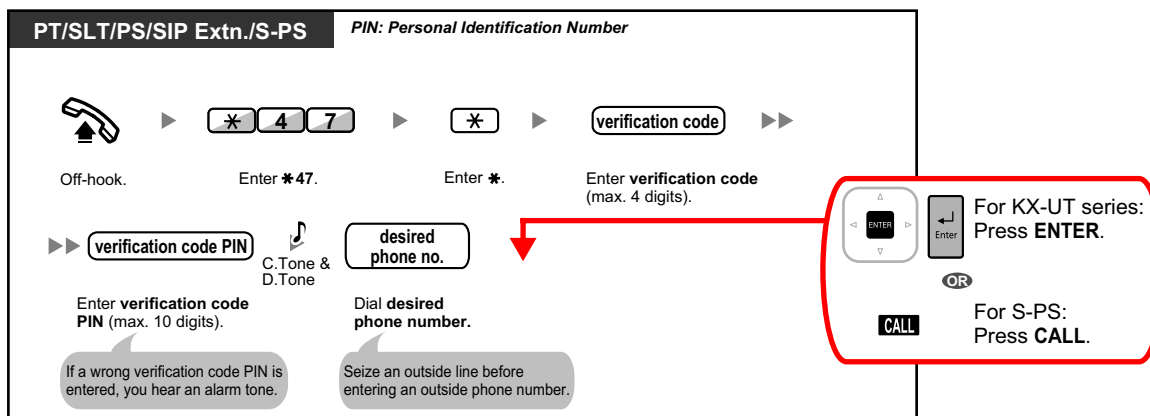 PT/SLT/PS/SIP Extn./S-PS
PIN: Personal Identification Number
✱ 4 7
✱
verification code
Off-hook.
Enter ✱47.
Enter ✱.
Enter verification code
(max. 4 digits).
verification code PIN
C.Tone &
D.Tone
desired
phone no.
Enter verification code
PIN (max. 10 digits).
Dial desired
phone number.
If a wrong verification code PIN is
entered, you hear an alarm tone.
Seize an outside line before
entering an outside phone number.
ENTER
Enter
For KX-UT series:
Press ENTER.
OR
CALL
For S-PS:
Press CALL.